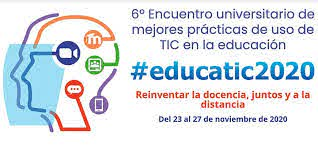 6° Encuentro universitario de
mejores prácticas de uso de
TIC en la educación
#educatic2020
Reinventar la docencia, juntos y a la
distancia
Del 23 al 27 de noviembre de 2020